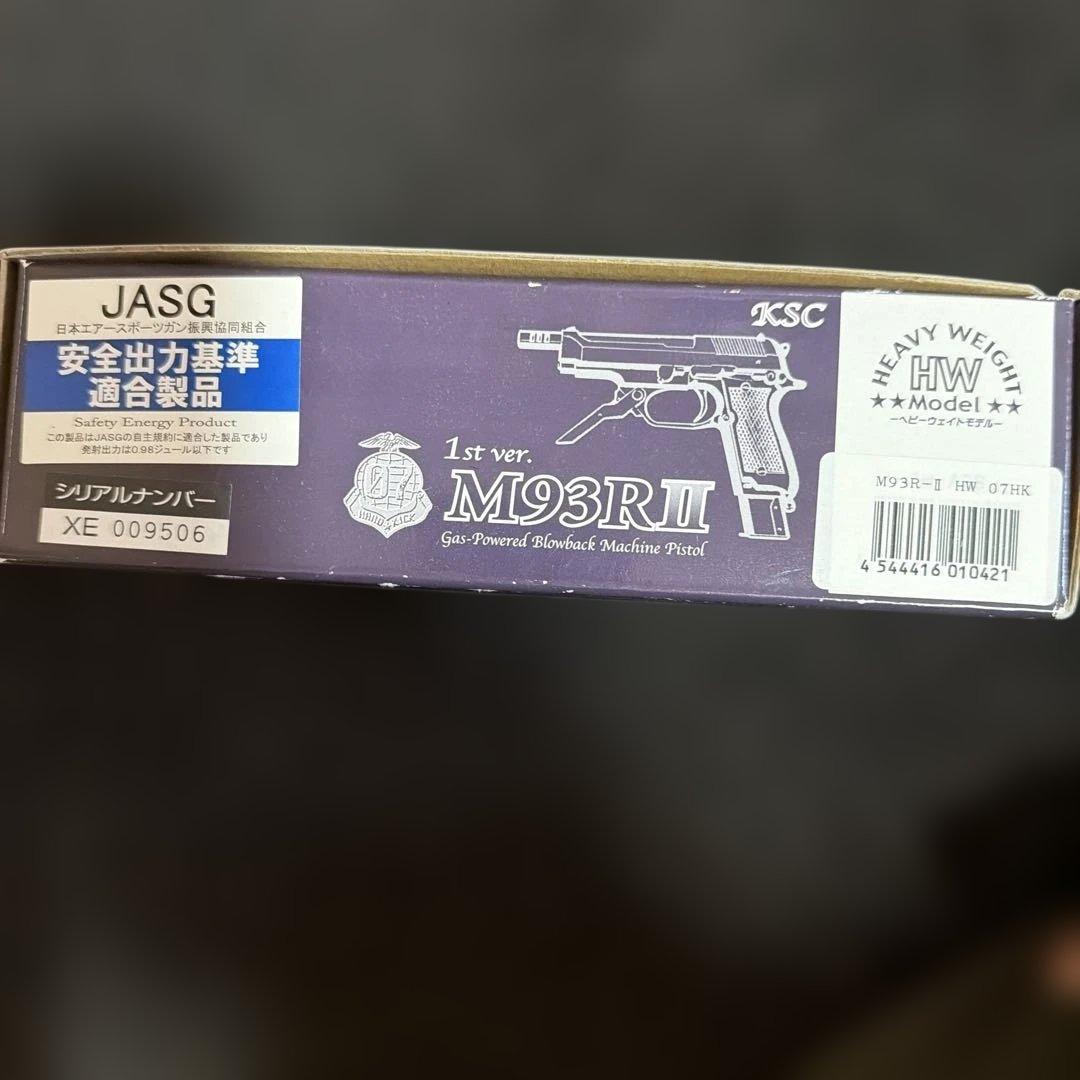 JASG
日本エアースポーツガン振興協同組合
安全出力基準
適合製品
Safety Energy Product
この製品はJASGの自主規約に適合した製品であり
発射出力は0.98ジュール以下です
シリアルナンバー
XE 009506
07
HAND★KICK
1st ver.
M93RⅡ
Gas-Powered Blowback Machine Pistol
KSC
HEAVY WEIGHT
HW
★★Model★★
ーヘビーウェイトモデルー
M93R-Ⅱ HW 07HK
4 544416 010421